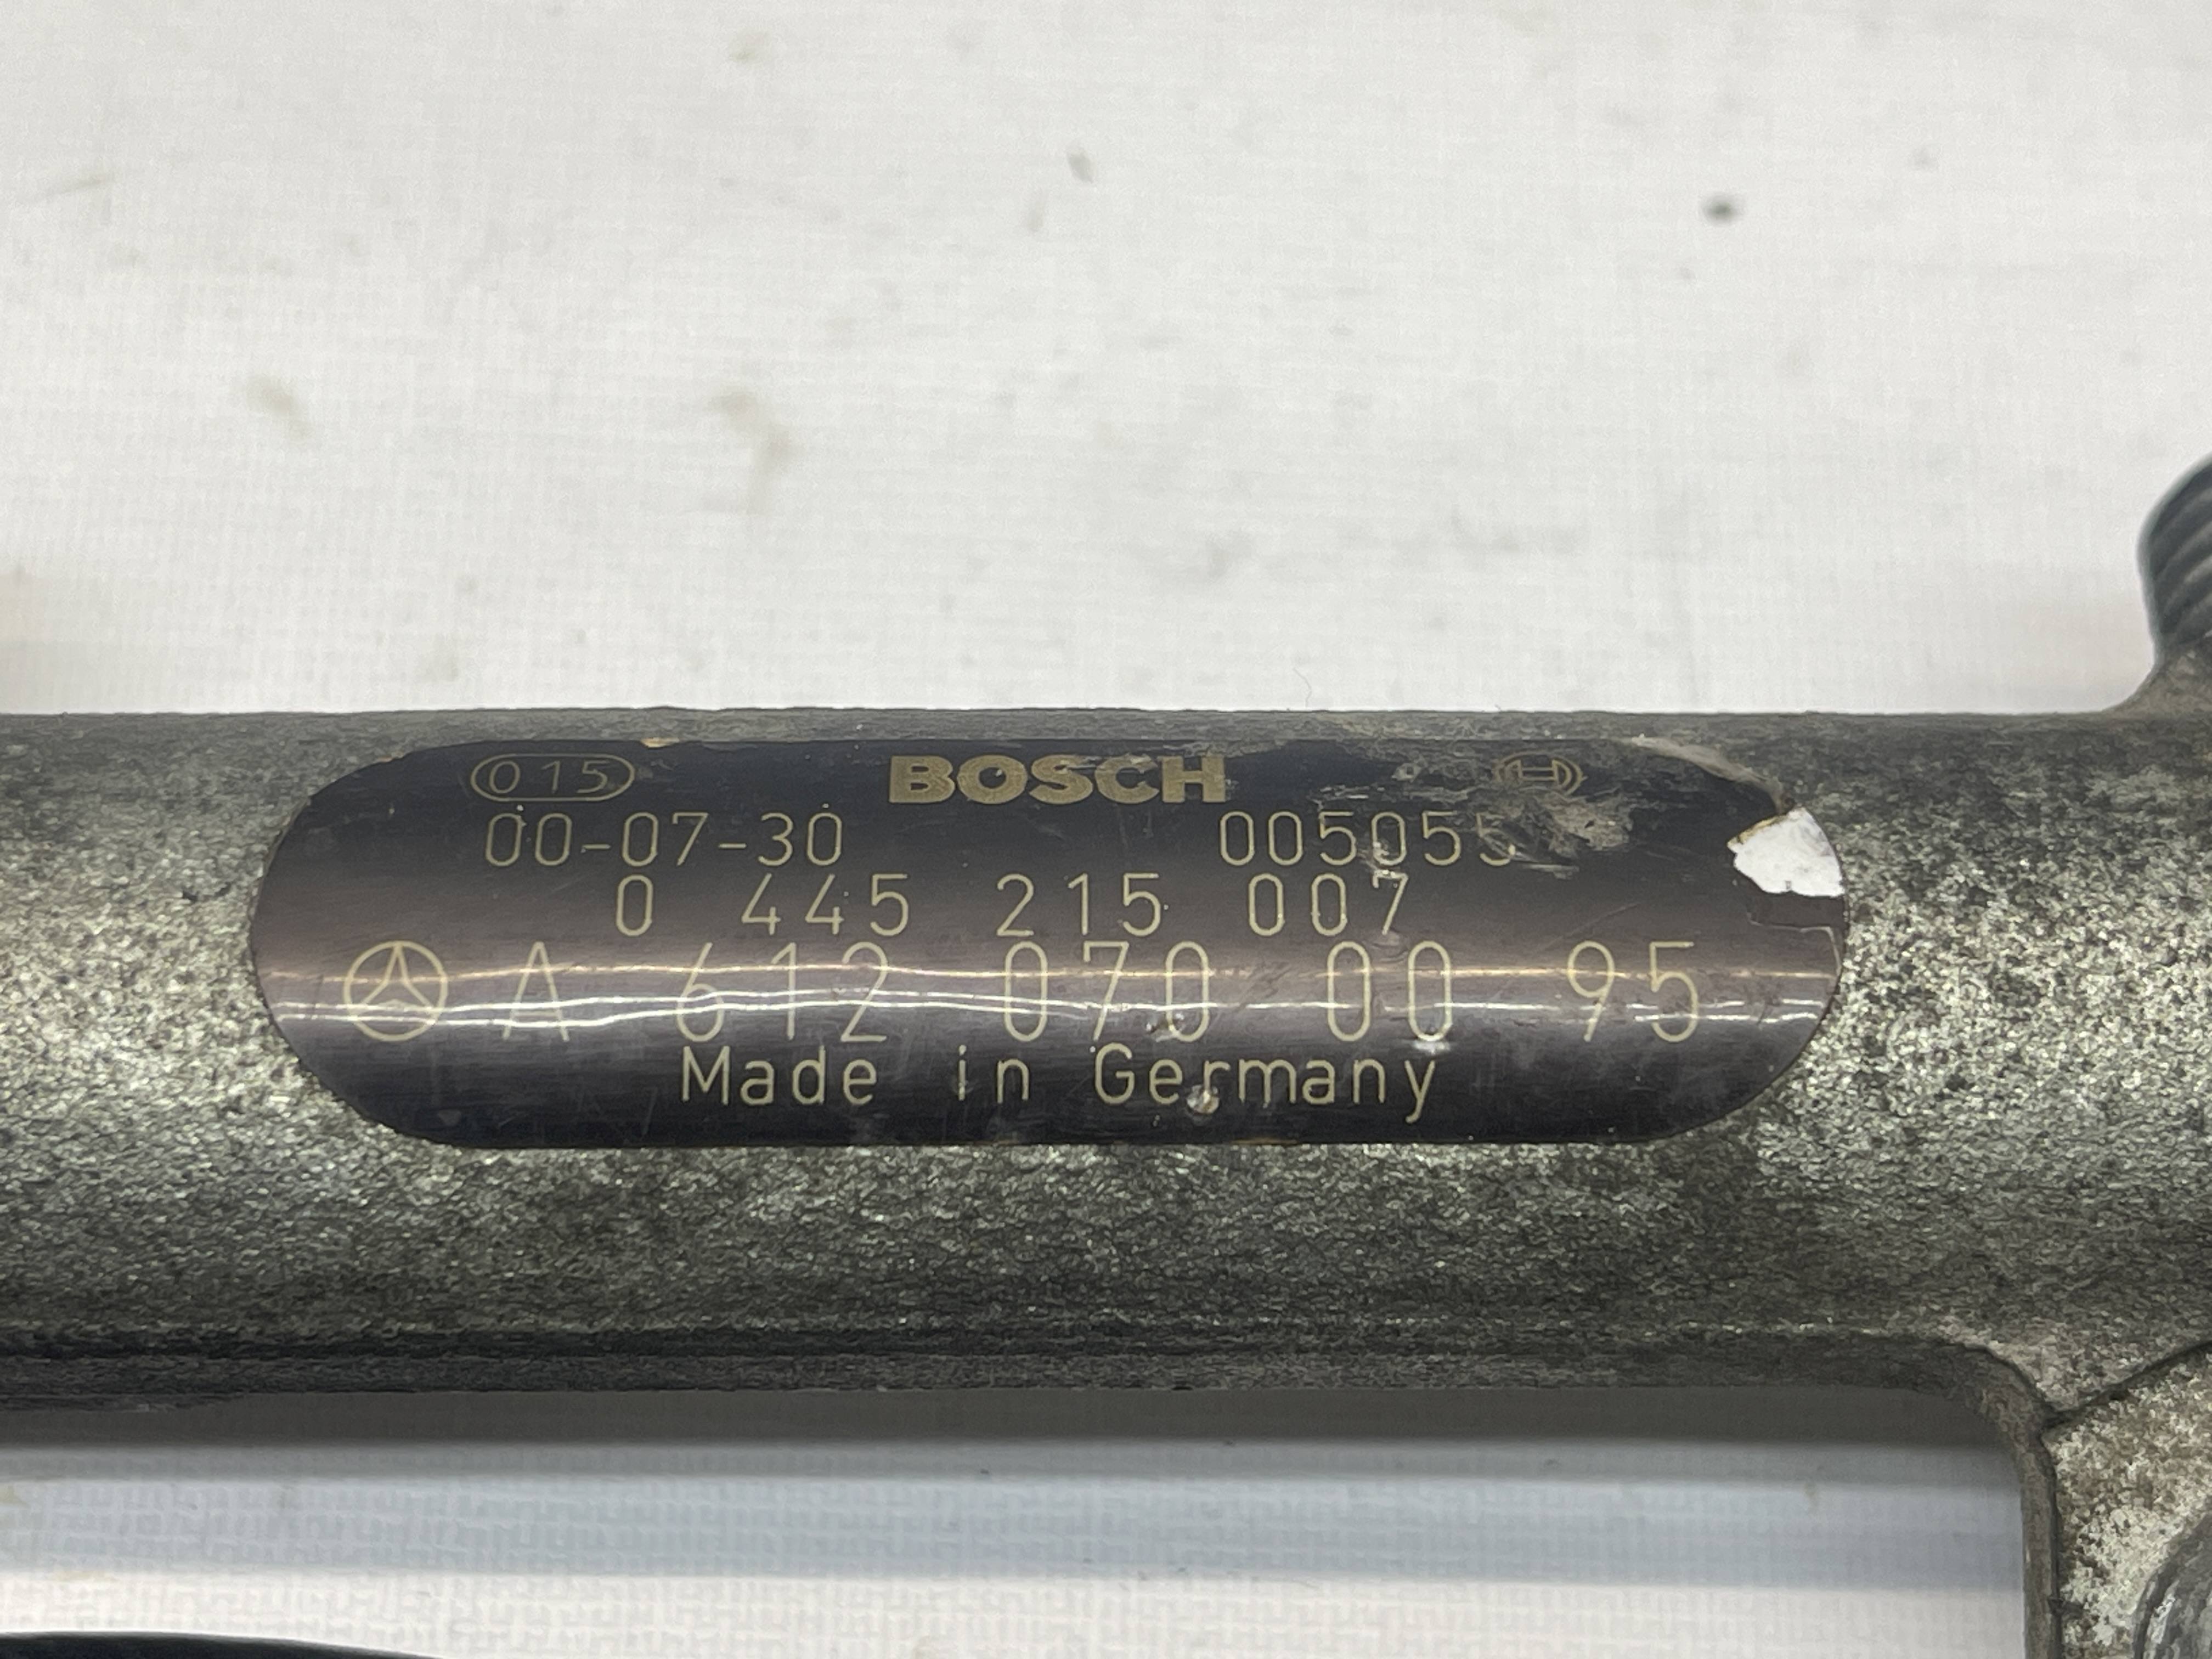 015 BOSCH
00-07-30 005055
0 445 215 007
A 612 070 00 95
Made in Germany